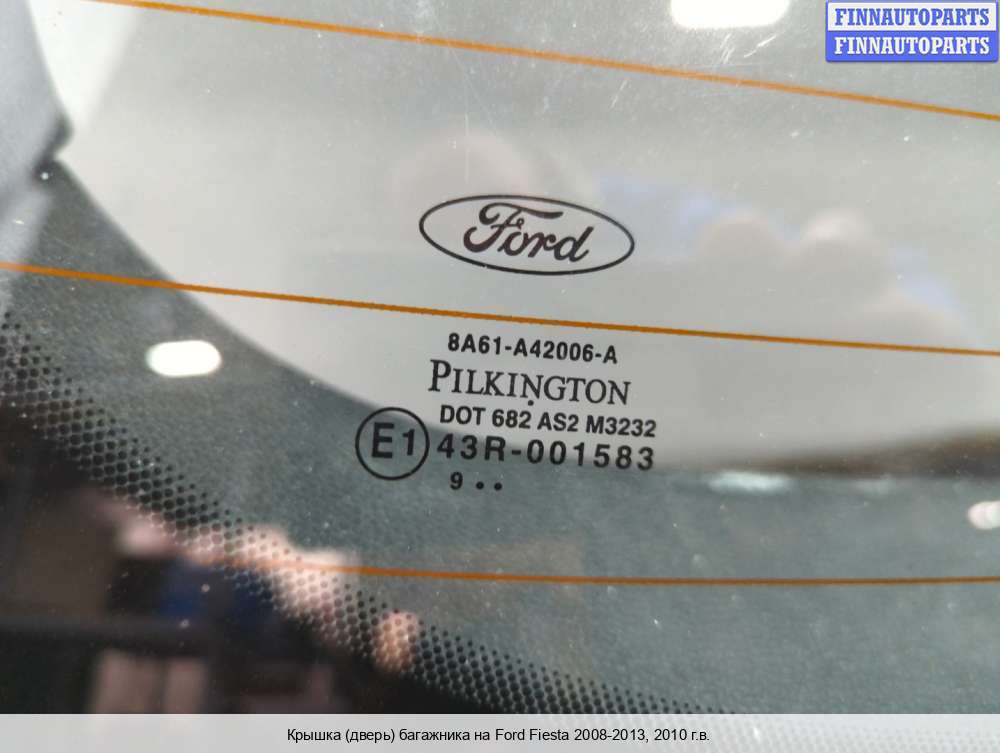 FINNAUTOPARTS
FINNAUTOPARTS
Ford
8A61-A42006-A
PILKINGTON
DOT 682 AS2 M3232
E1 43R-001583
9 • •
Крышка (дверь) багажника на Ford Fiesta 2008-2013, 2010 г.в.